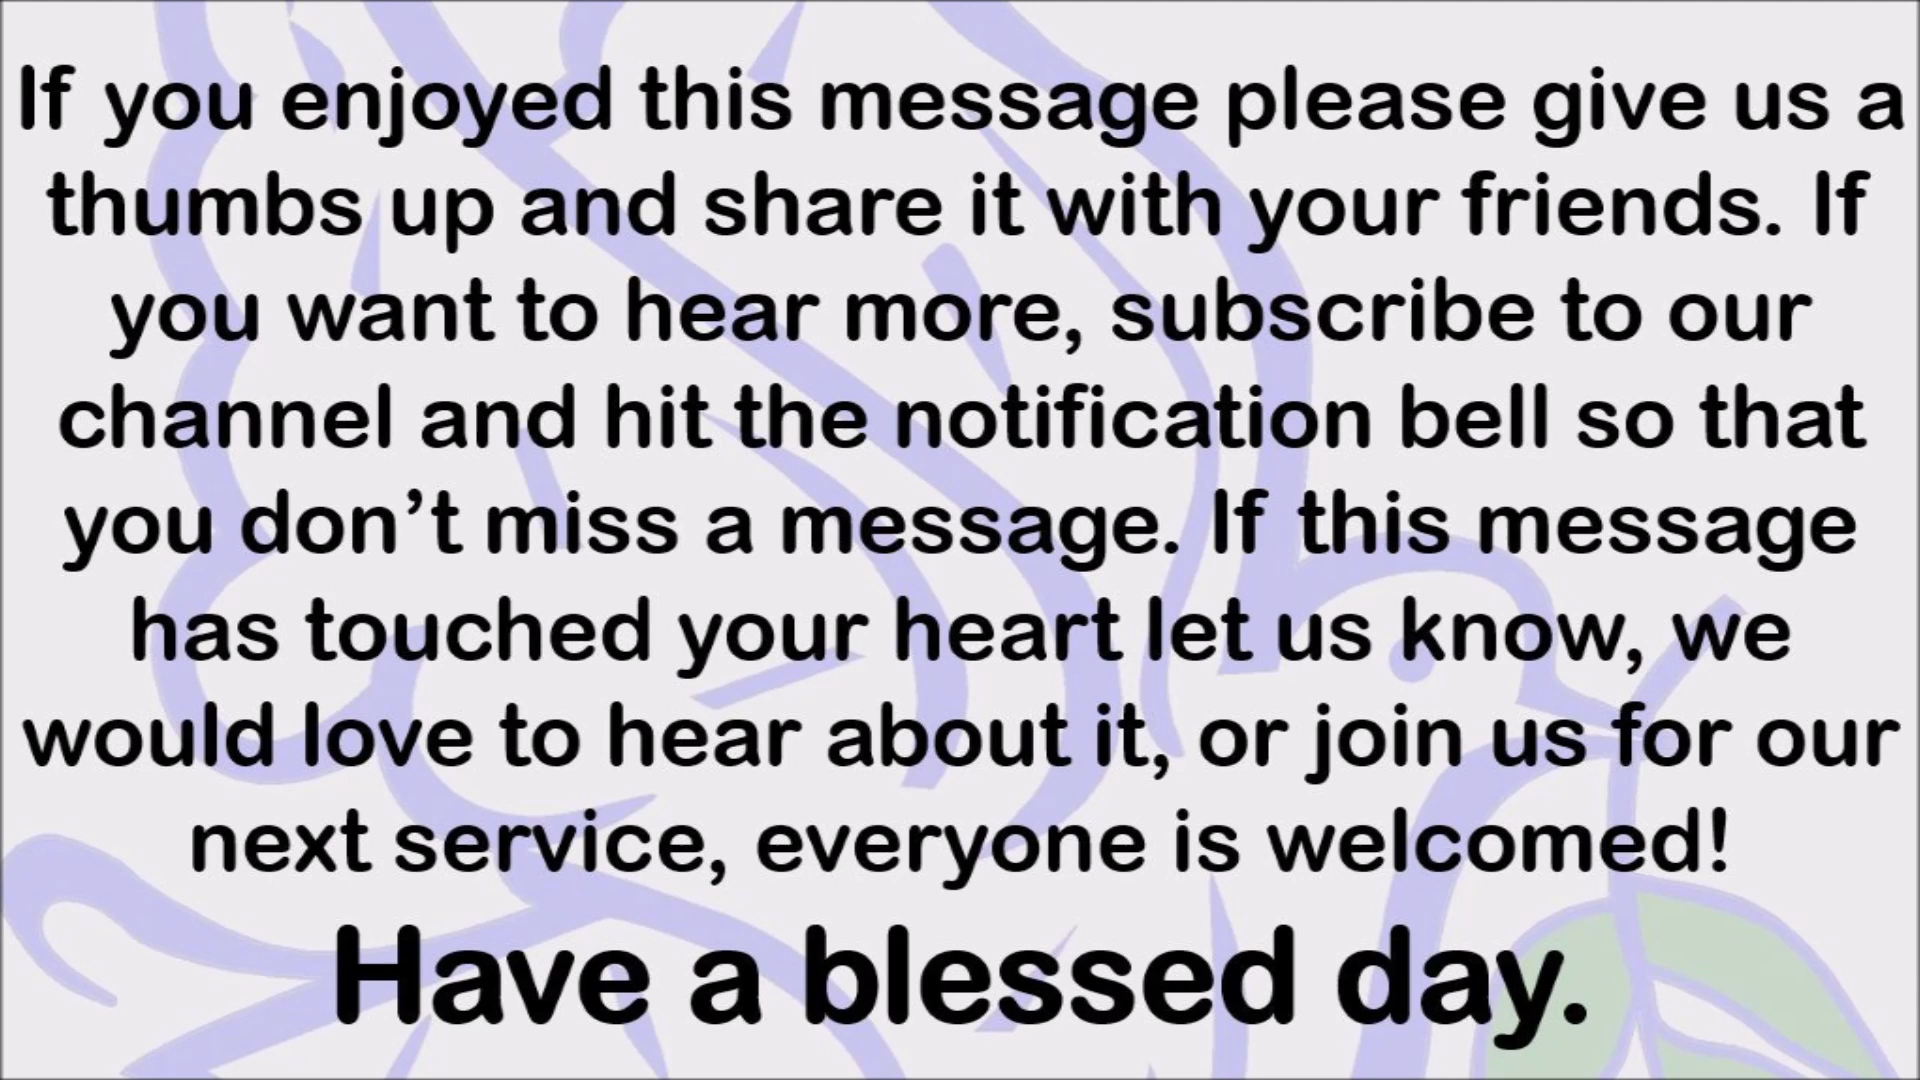 If you enjoyed this message please give us a
thumbs up and share it with your friends. If
you want to hear more, subscribe to our
channel and hit the notification bell so that
you don’t miss a message. If this message
has touched your heart let us know, we
would love to hear about it, or join us for our
next service, everyone is welcomed!
Have a blessed day.